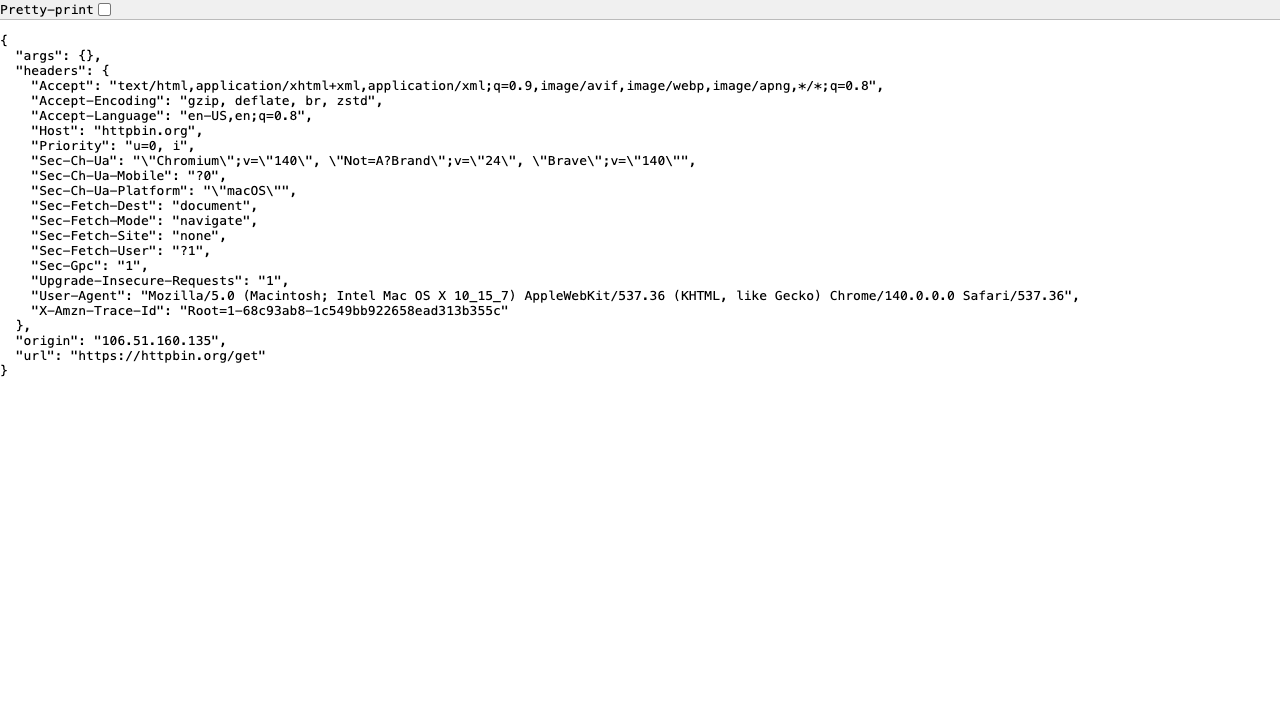 Pretty-print
{
  "args": {},
  "headers": {
    "Accept": "text/html,application/xhtml+xml,application/xml;q=0.9,image/avif,image/webp,image/apng,*/*;q=0.8",
    "Accept-Encoding": "gzip, deflate, br, zstd",
    "Accept-Language": "en-US,en;q=0.8",
    "Host": "httpbin.org",
    "Priority": "u=0, i",
    "Sec-Ch-Ua": "\"Chromium\";v=\"140\", \"Not=A?Brand\";v=\"24\", \"Brave\";v=\"140\"",
    "Sec-Ch-Ua-Mobile": "?0",
    "Sec-Ch-Ua-Platform": "\"macOS\"",
    "Sec-Fetch-Dest": "document",
    "Sec-Fetch-Mode": "navigate",
    "Sec-Fetch-Site": "none",
    "Sec-Fetch-User": "?1",
    "Sec-Gpc": "1",
    "Upgrade-Insecure-Requests": "1",
    "User-Agent": "Mozilla/5.0 (Macintosh; Intel Mac OS X 10_15_7) AppleWebKit/537.36 (KHTML, like Gecko) Chrome/140.0.0.0 Safari/537.36",
    "X-Amzn-Trace-Id": "Root=1-68c93ab8-1c549bb922658ead313b355c"
  },
  "origin": "106.51.160.135",
  "url": "https://httpbin.org/get"
}